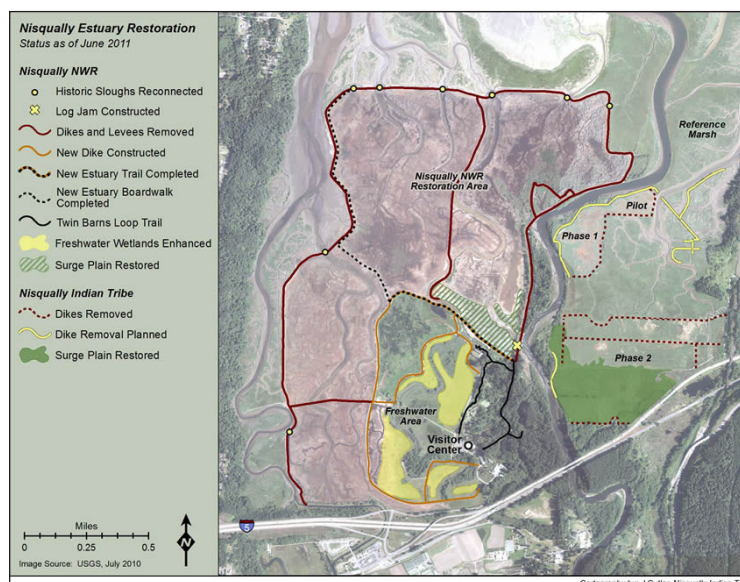 Nisqually Estuary Restoration
Status as of June 2011
Nisqually NWR
Historic Sloughs Reconnected
Log Jam Constructed
Dikes and Levees Removed
New Dike Constructed
New Estuary Trail Completed
New Estuary Boardwalk
Completed
Twin Barns Loop Trail
Freshwater Wetlands Enhanced
Surge Plain Restored
Nisqually Indian Tribe
Dikes Removed
Dike Removal Planned
Surge Plain Restored
Miles
0 0.25 0.5
Image Source: USGS, July 2010
N
Reference
Marsh
Nisqually NWR
Restoration Area
Pilot
Phase 1
Phase 2
Freshwater
Area
Visitor
Center
5